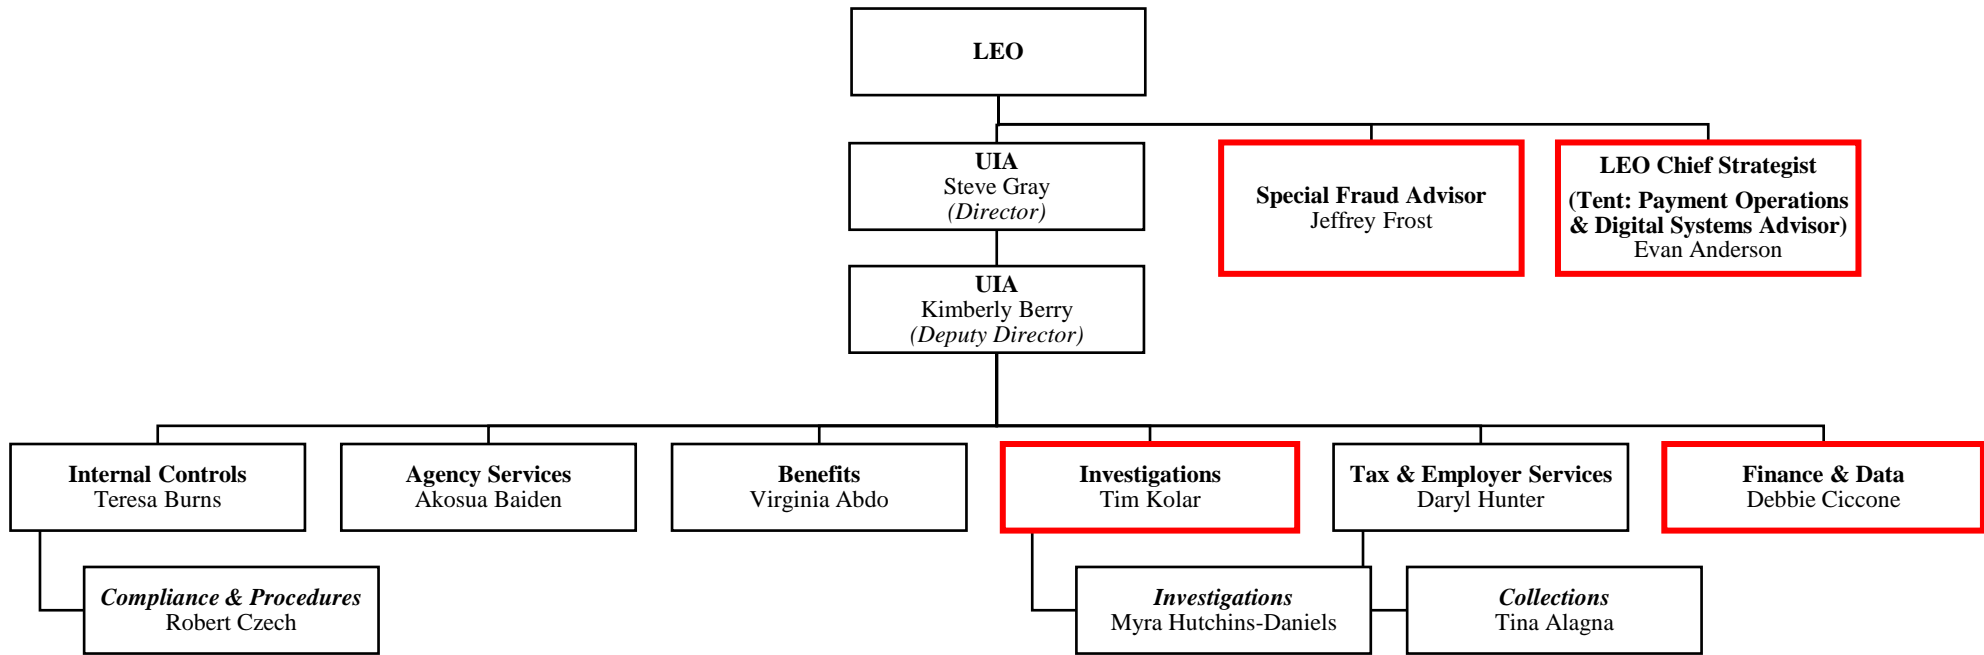 LEO
UIA
Steve Gray
(Director)
Special Fraud Advisor
Jeffrey Frost
LEO Chief Strategist
(Tent: Payment Operations
& Digital Systems Advisor)
Evan Anderson
UIA
Kimberly Berry
(Deputy Director)
Internal Controls
Teresa Burns
Agency Services
Akosua Baiden
Benefits
Virginia Abdo
Investigations
Tim Kolar
Tax & Employer Services
Daryl Hunter
Finance & Data
Debbie Ciccone
Compliance & Procedures
Robert Czech
Investigations
Myra Hutchins-Daniels
Collections
Tina Alagna